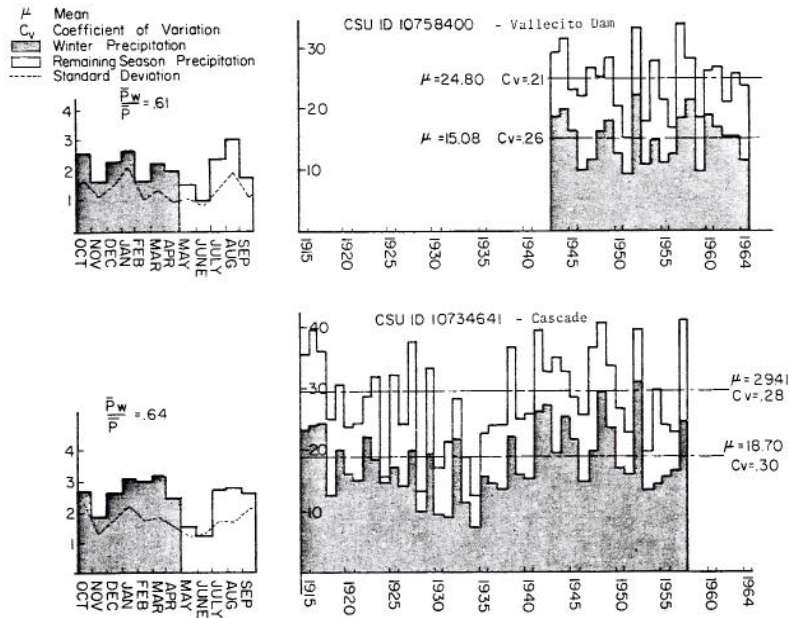 μ Mean
Cv Coefficient of Variation
Winter Precipitation
Remaining Season Precipitation
Standard Deviation
P̅w / P̅ = .61
4
3
2
1
OCT NOV DEC JAN FEB MAR APR MAY JUNE JULY AUG SEP
CSU ID 10758400 - Vallecito Dam
30
20
10
μ=24.80 Cv=.21
μ=15.08 Cv=.26
1915 1920 1925 1930 1935 1940 1945 1950 1955 1960 1964
P̅w / P̅ = .64
4
3
2
1
OCT NOV DEC JAN FEB MAR APR MAY JUNE JULY AUG SEP
CSU ID 10734641 - Cascade
40
30
20
10
μ=2941
Cv=.28
μ=18.70
Cv=.30
1915 1920 1925 1930 1935 1940 1945 1950 1955 1960 1964